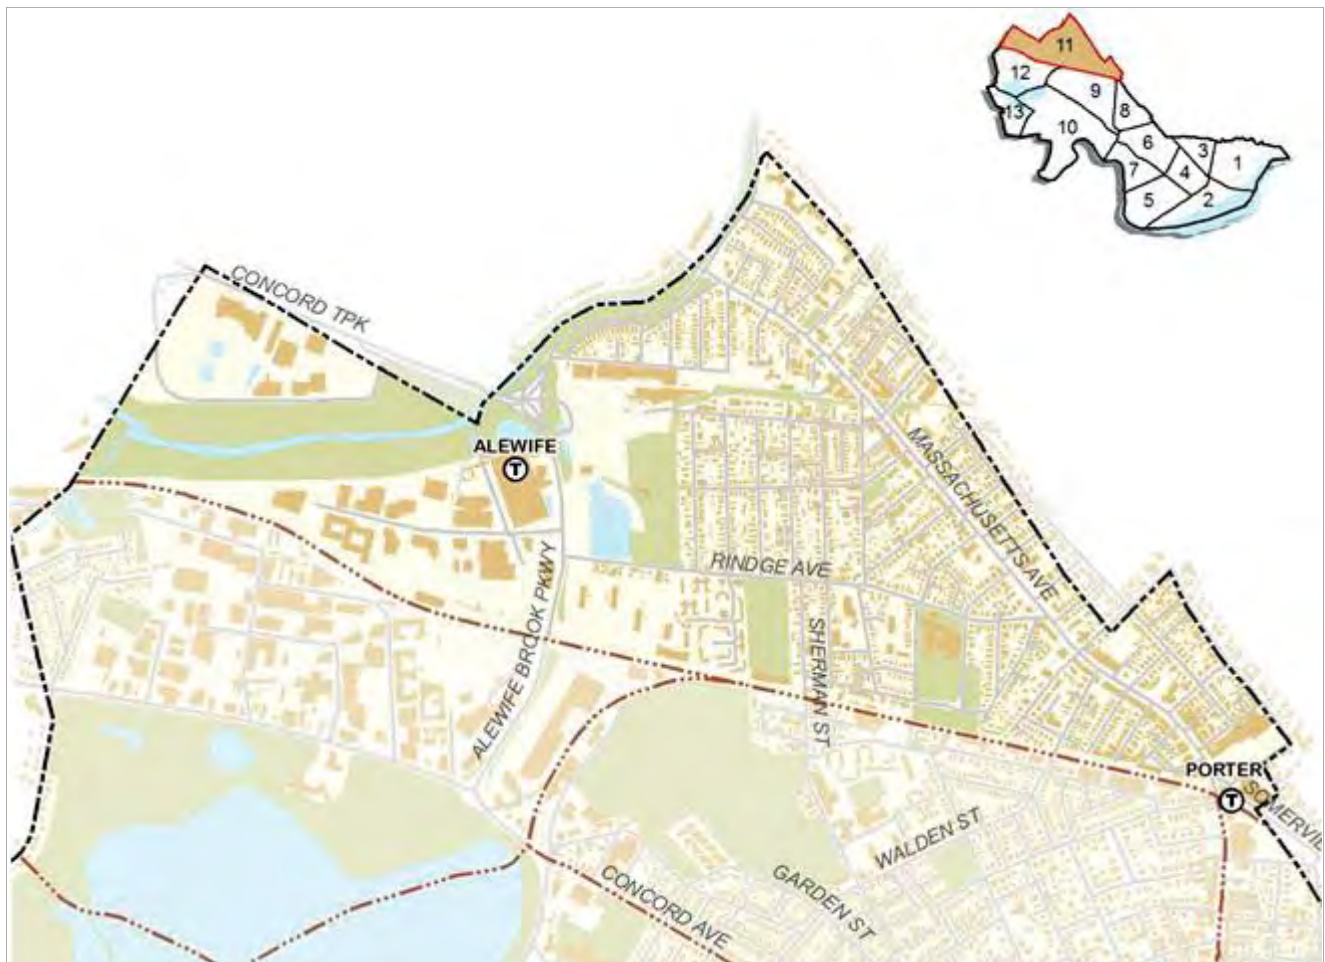 11
12
9
8
13
10
6
3
1
7
4
5
2
CONCORD TPK
ALEWIFE
T
MASSACHUSETTS AVE
RINDGE AVE
ALEWIFE BROOK PKWY
SHERMAN ST
PORTER
T
SOMERVIL
WALDEN ST
GARDEN ST
CONCORD AVE